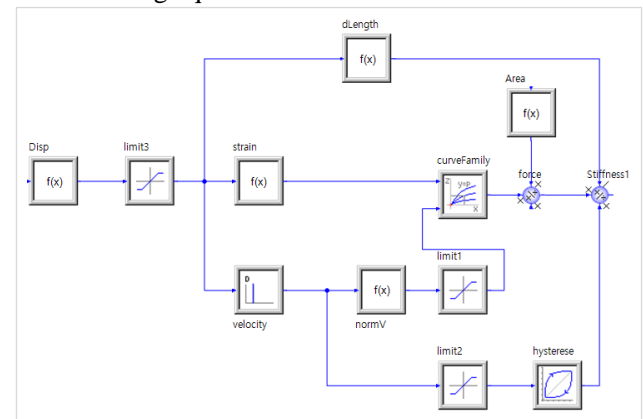 dLength
f(x)
Area
f(x)
Disp
f(x)
limit3
strain
f(x)
curveFamily
y=p
Z
X
force
Stiffness1
D
velocity
f(x)
normV
limit1
limit2
hysterese